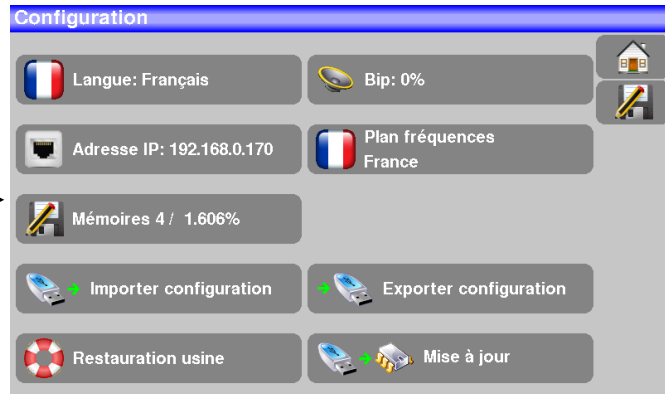 Configuration
Langue: Français
Bip: 0%
Adresse IP: 192.168.0.170
Plan fréquences
France
Mémoires 4 / 1.606%
Importer configuration
Exporter configuration
Restauration usine
Mise à jour